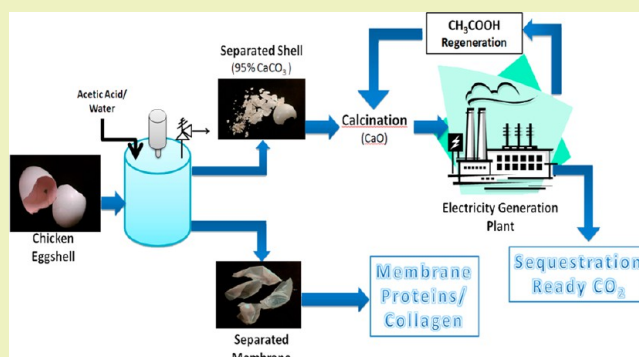 CH₃COOH
Regeneration
Separated Shell
(95% CaCO₃)
Acetic Acid/
Water
Calcination
(CaO)
Electricity Generation
Plant
Chicken
Eggshell
Membrane
Proteins/
Collagen
Sequestration
Ready CO₂
Separated
Membrane